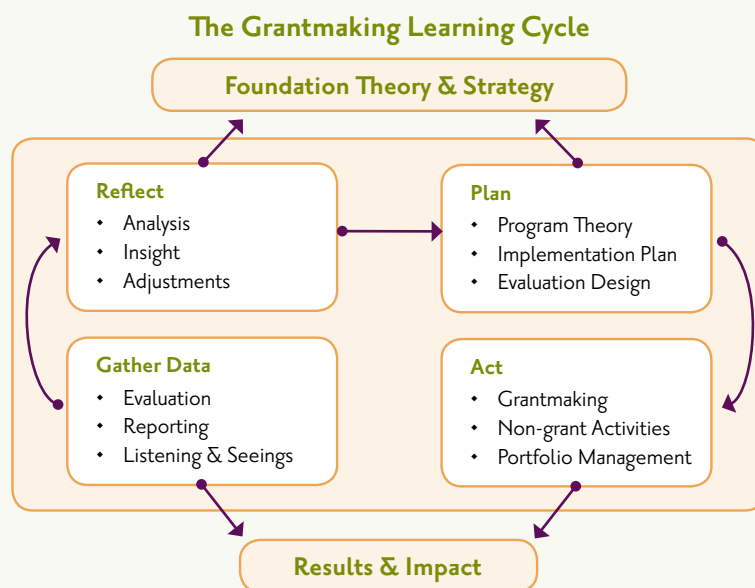 The Grantmaking Learning Cycle
Foundation Theory & Strategy
Reflect
• Analysis
• Insight
• Adjustments
Plan
• Program Theory
• Implementation Plan
• Evaluation Design
Gather Data
• Evaluation
• Reporting
• Listening & Seeings
Act
• Grantmaking
• Non-grant Activities
• Portfolio Management
Results & Impact